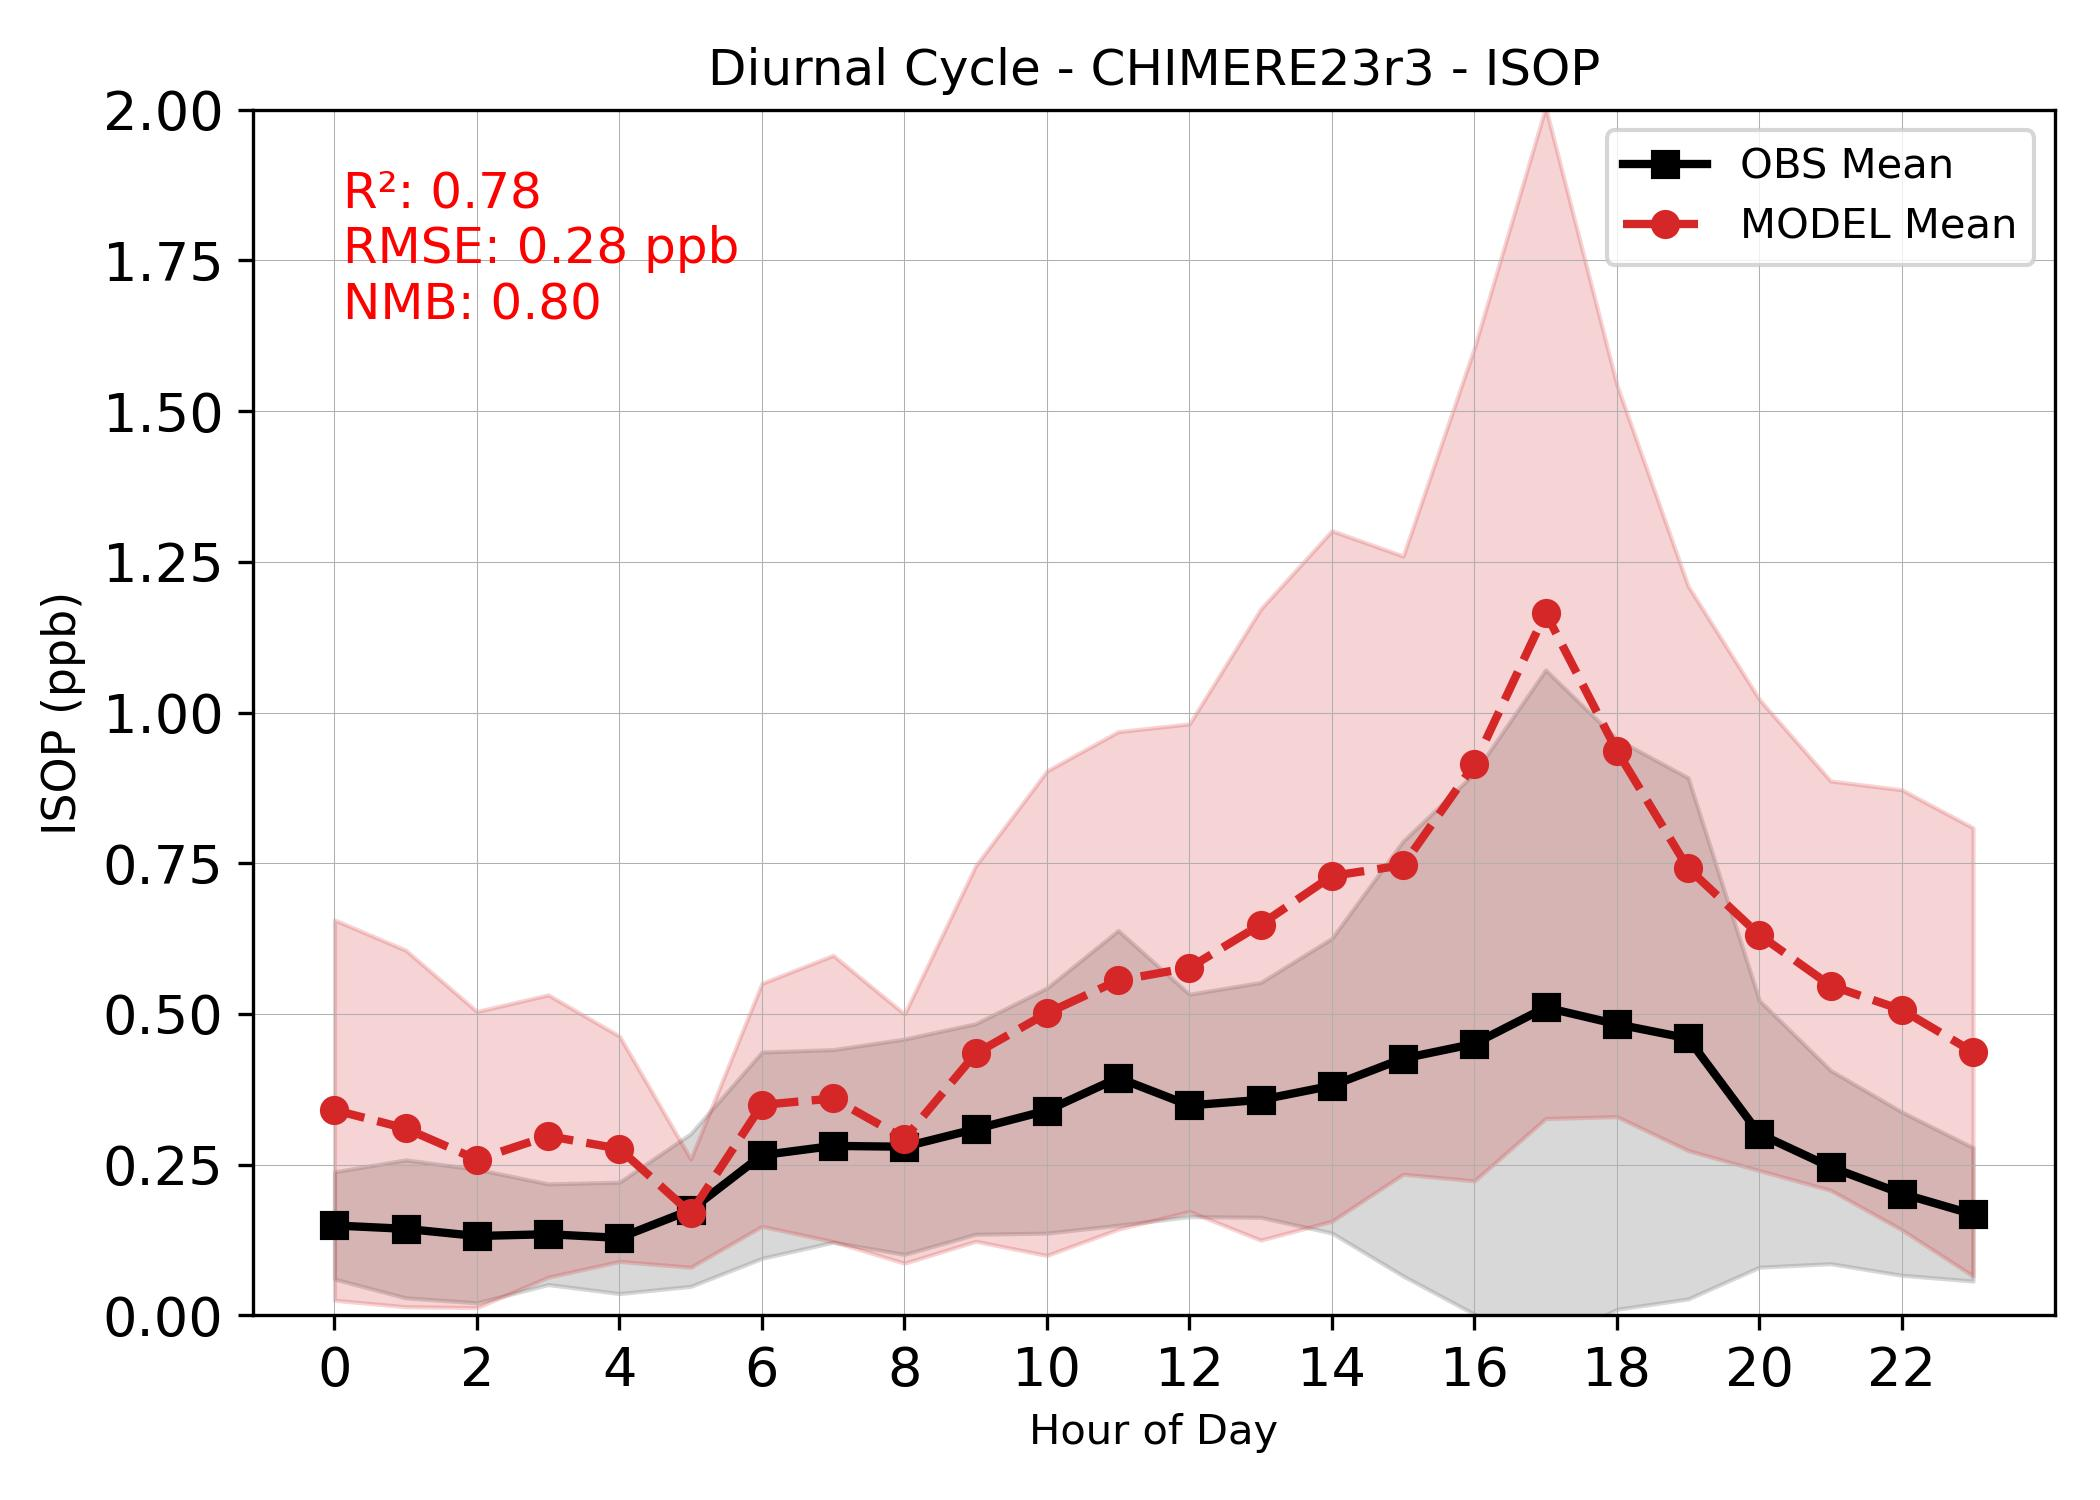 Diurnal Cycle - CHIMERE23r3 - ISOP
2.00
1.75
1.50
1.25
1.00
0.75
0.50
0.25
0.00
ISOP (ppb)
R²: 0.78
RMSE: 0.28 ppb
NMB: 0.80
OBS Mean
MODEL Mean
0 2 4 6 8 10 12 14 16 18 20 22
Hour of Day